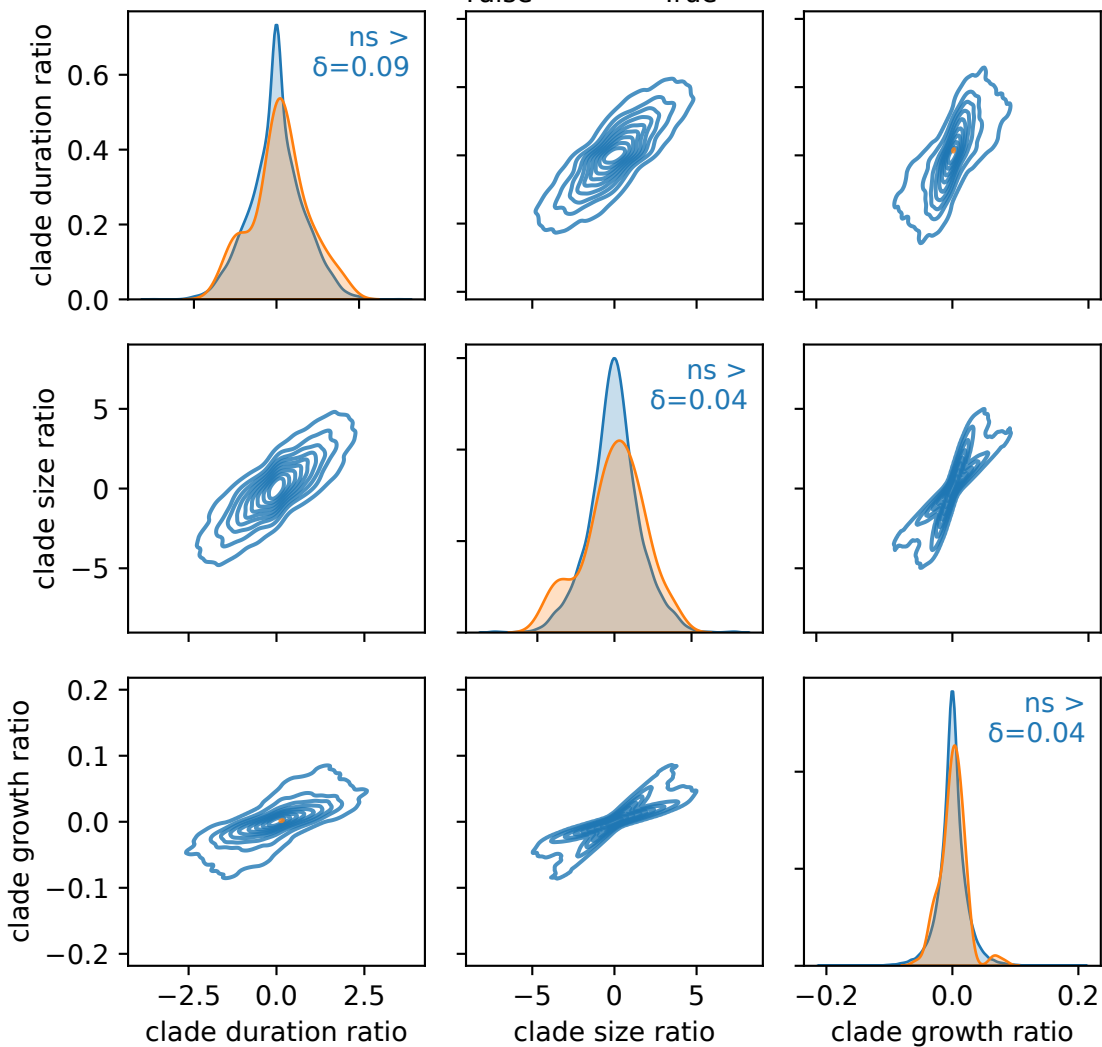 clade duration ratio
0.6
0.4
0.2
0.0
ns >
δ=0.09
clade size ratio
5
0
−5
ns >
δ=0.04
clade growth ratio
0.2
0.1
0.0
−0.1
−0.2
ns >
δ=0.04
−2.5 0.0 2.5
clade duration ratio
−5 0 5
clade size ratio
−0.2 0.0 0.2
clade growth ratio